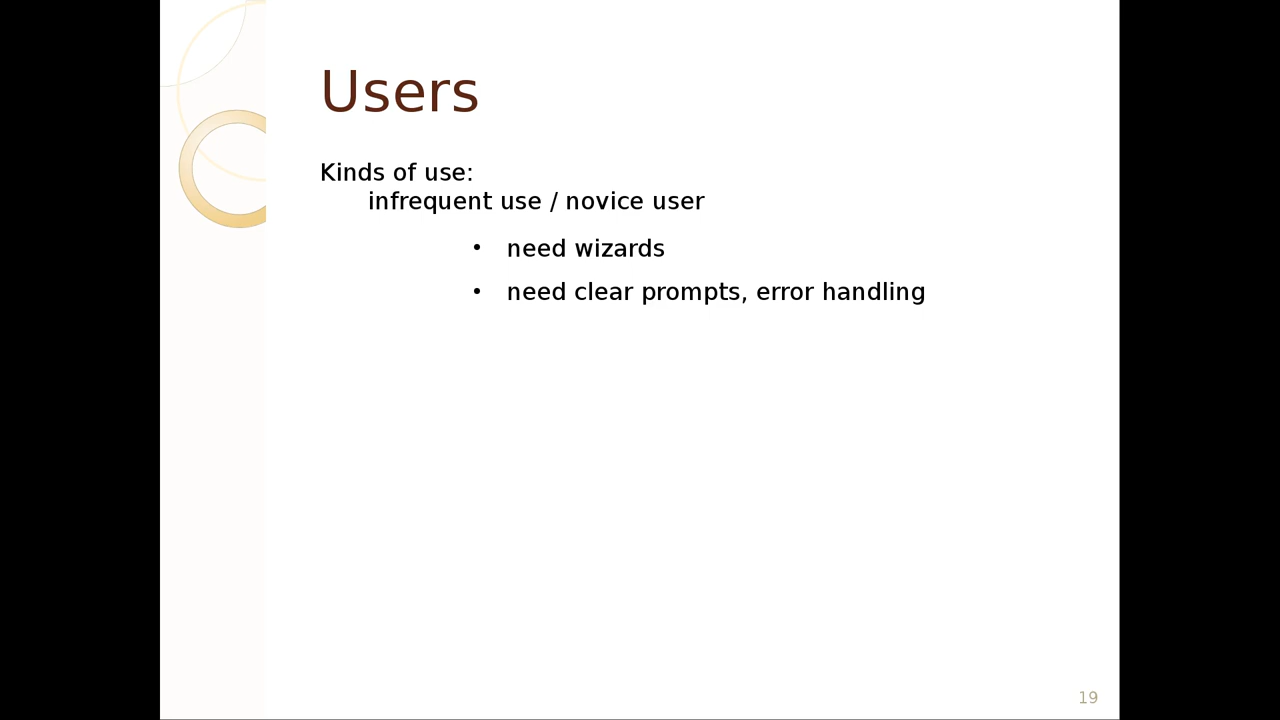 Users
Kinds of use:
infrequent use / novice user
• need wizards
• need clear prompts, error handling
19